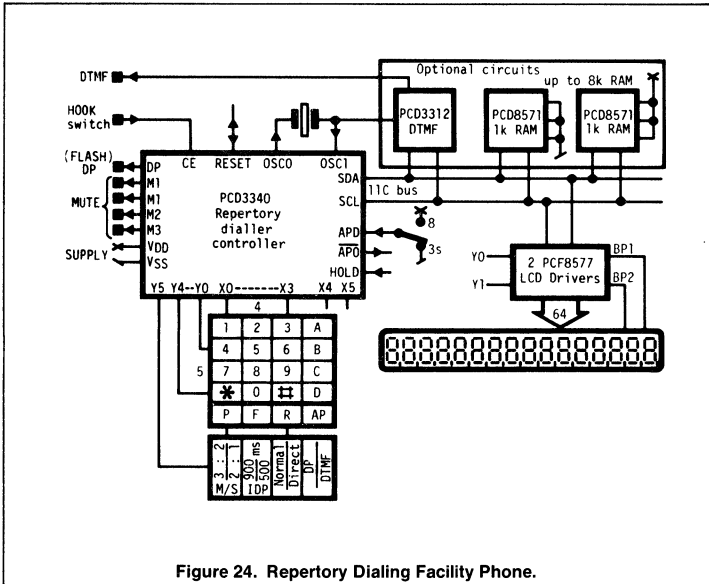 Optional circuits
up to 8k RAM
DTMF
HOOK
switch
PCD3312
DTMF
PCD8571
1k RAM
PCD8571
1k RAM
(FLASH)
DP
MUTE
SUPPLY
CE RESET OSCO OSC1
DP
M1
M1
M2
M3
VDD
VSS
PCD3340
Repertory
dialler
controller
SDA
SCL
APD
APO
HOLD
11C bus
8
3s
Y5 Y4--Y0 X0-------X3 X4 X5
Y0
Y1
2 PCF8577
LCD Drivers
BP1
BP2
64
4
5
1 2 3 A
4 5 6 B
7 8 9 C
* 0 # D
P F R AP
3 : 2
2 : 1
M/S
900 ms
500
IDP
Normal
Direct
DP
DTMF
Figure 24. Repertory Dialing Facility Phone.